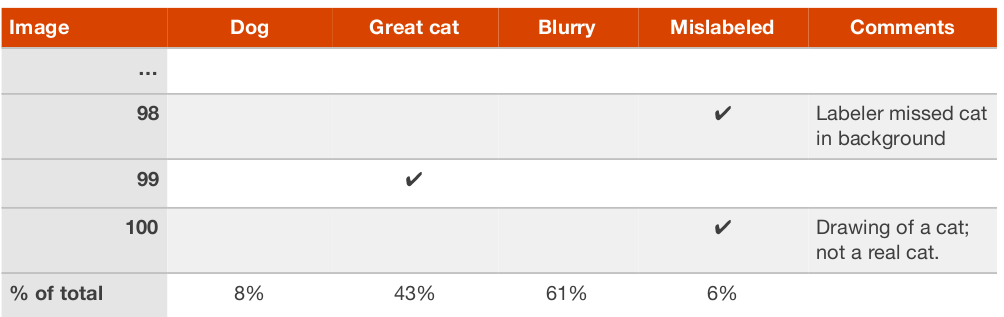 Image Dog Great cat Blurry Mislabeled Comments
...
98 ✔ Labeler missed cat
in background
99 ✔
100 ✔ Drawing of a cat;
not a real cat.
% of total 8% 43% 61% 6%